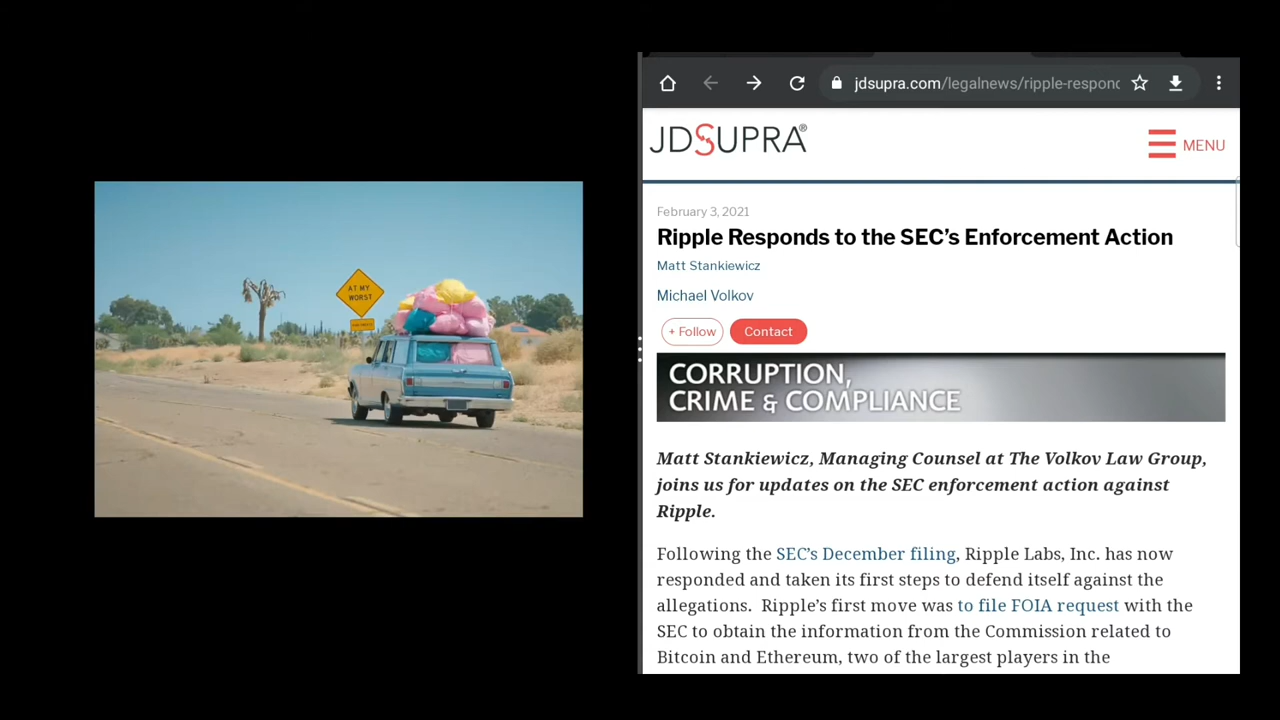 AT MY
WORST
jdsupra.com/legalnews/ripple-respond
JDSUPRA®
MENU
February 3, 2021
Ripple Responds to the SEC’s Enforcement Action
Matt Stankiewicz
Michael Volkov
+ Follow
Contact
CORRUPTION,
CRIME & COMPLIANCE
Matt Stankiewicz, Managing Counsel at The Volkov Law Group,
joins us for updates on the SEC enforcement action against
Ripple.
Following the SEC’s December filing, Ripple Labs, Inc. has now
responded and taken its first steps to defend itself against the
allegations.  Ripple’s first move was to file FOIA request with the
SEC to obtain the information from the Commission related to
Bitcoin and Ethereum, two of the largest players in the